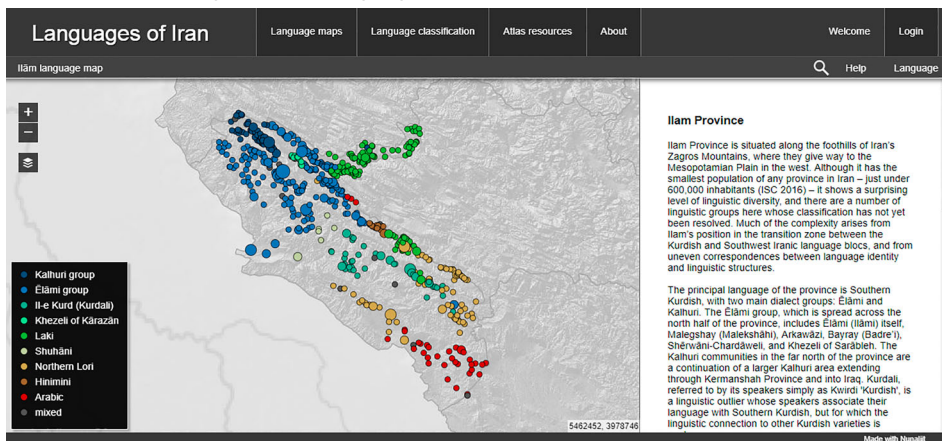 Languages of Iran
Language maps
Language classification
Atlas resources
About
Welcome
Login
Ilām language map
Help
Language
+
−
Kalhuri group
Ēlāmi group
Il-e Kurd (Kurdali)
Khezeli of Kārazān
Laki
Shuhāni
Northern Lori
Hinimini
Arabic
mixed
5462452, 3978746
Ilam Province
Ilam Province is situated along the foothills of Iran's
Zagros Mountains, where they give way to the
Mesopotamian Plain in the west. Although it has the
smallest population of any province in Iran – just under
600,000 inhabitants (ISC 2016) – it shows a surprising
level of linguistic diversity, and there are a number of
linguistic groups here whose classification has not yet
been resolved. Much of the complexity arises from
Ilam's position in the transition zone between the
Kurdish and Southwest Iranic language blocs, and from
uneven correspondences between language identity
and linguistic structures.
The principal language of the province is Southern
Kurdish, with two main dialect groups: Ēlāmi and
Kalhuri. The Ēlāmi group, which is spread across the
north half of the province, includes Ēlāmi (Ilāmi) itself,
Malegshay (Malekshāhi), Arkawāzi, Bayray (Badre'i),
Shērwāni-Chardāweli, and Khezeli of Sarābleh. The
Kalhuri communities in the far north of the province are
a continuation of a larger Kalhuri area extending
through Kermanshah Province and into Iraq. Kurdali,
referred to by its speakers simply as Kwirdi 'Kurdish', is
a linguistic outlier whose speakers associate their
language with Southern Kurdish, but for which the
linguistic connection to other Kurdish varieties is
Made with Nunaliit